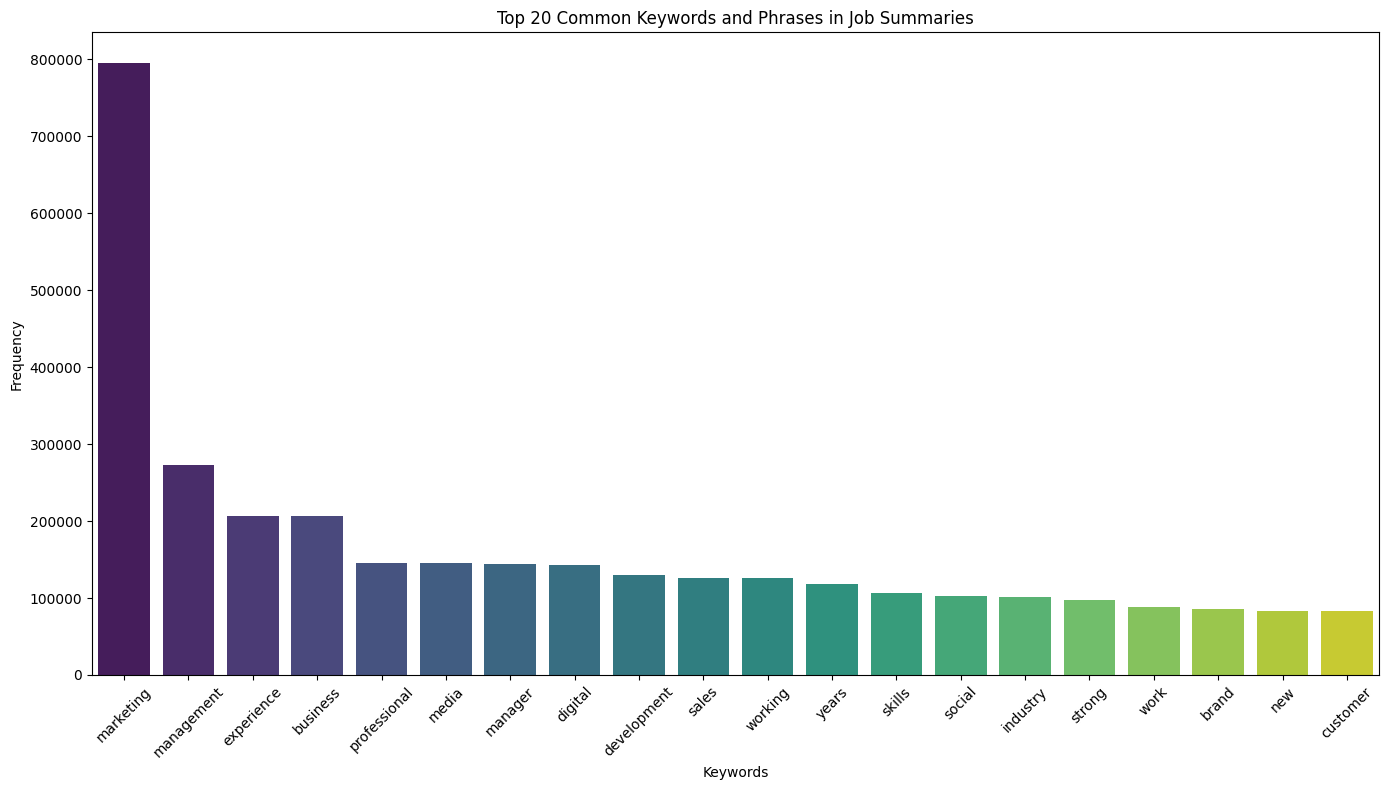 Top 20 Common Keywords and Phrases in Job Summaries
Frequency
800000
700000
600000
500000
400000
300000
200000
100000
0
marketing
management
experience
business
professional
media
manager
digital
development
sales
working
years
skills
social
industry
strong
work
brand
new
customer
Keywords